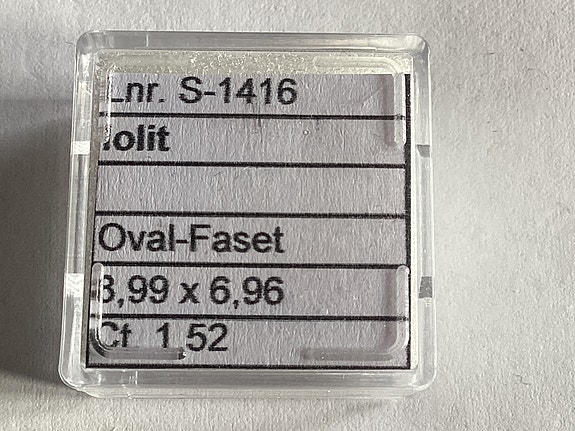 Lnr. S-1416
Iolit
Oval-Faset
8,99 x 6,96
Ct. 1,52